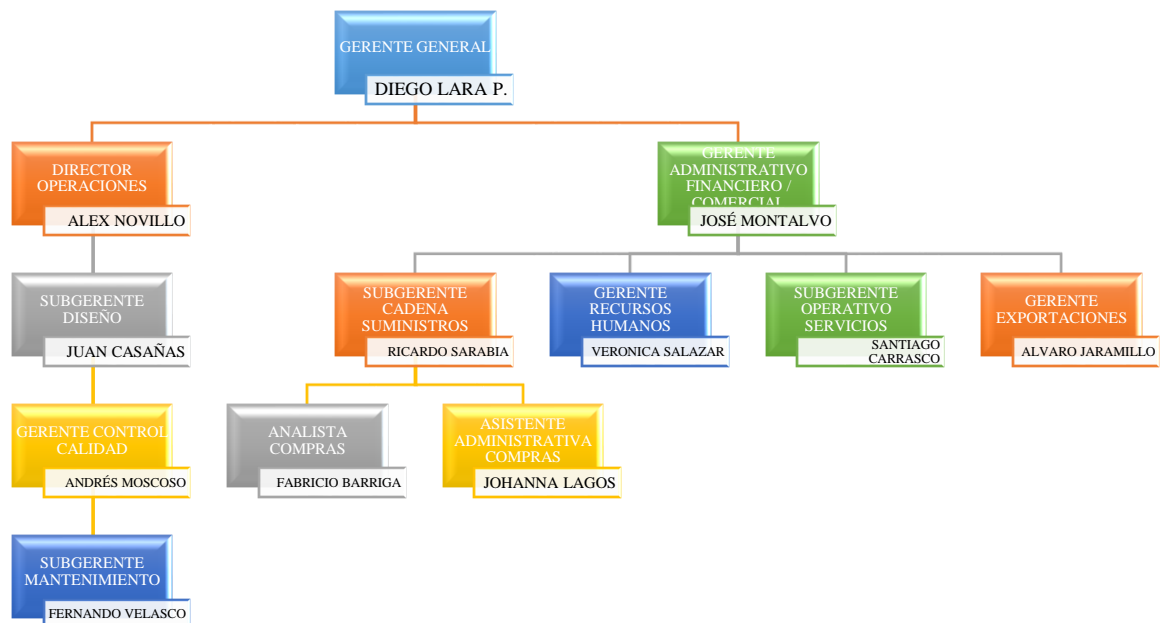 GERENTE GENERAL
DIEGO LARA P.
DIRECTOR
OPERACIONES
ALEX NOVILLO
GERENTE
ADMINISTRATIVO
FINANCIERO /
COMERCIAL
JOSÉ MONTALVO
SUBGERENTE
DISEÑO
JUAN CASAÑAS
SUBGERENTE
CADENA
SUMINISTROS
RICARDO SARABIA
GERENTE
RECURSOS
HUMANOS
VERONICA SALAZAR
SUBGERENTE
OPERATIVO
SERVICIOS
SANTIAGO
CARRASCO
GERENTE
EXPORTACIONES
ALVARO JARAMILLO
GERENTE CONTROL
CALIDAD
ANDRÉS MOSCOSO
ANALISTA
COMPRAS
FABRICIO BARRIGA
ASISTENTE
ADMINISTRATIVA
COMPRAS
JOHANNA LAGOS
SUBGERENTE
MANTENIMIENTO
FERNANDO VELASCO